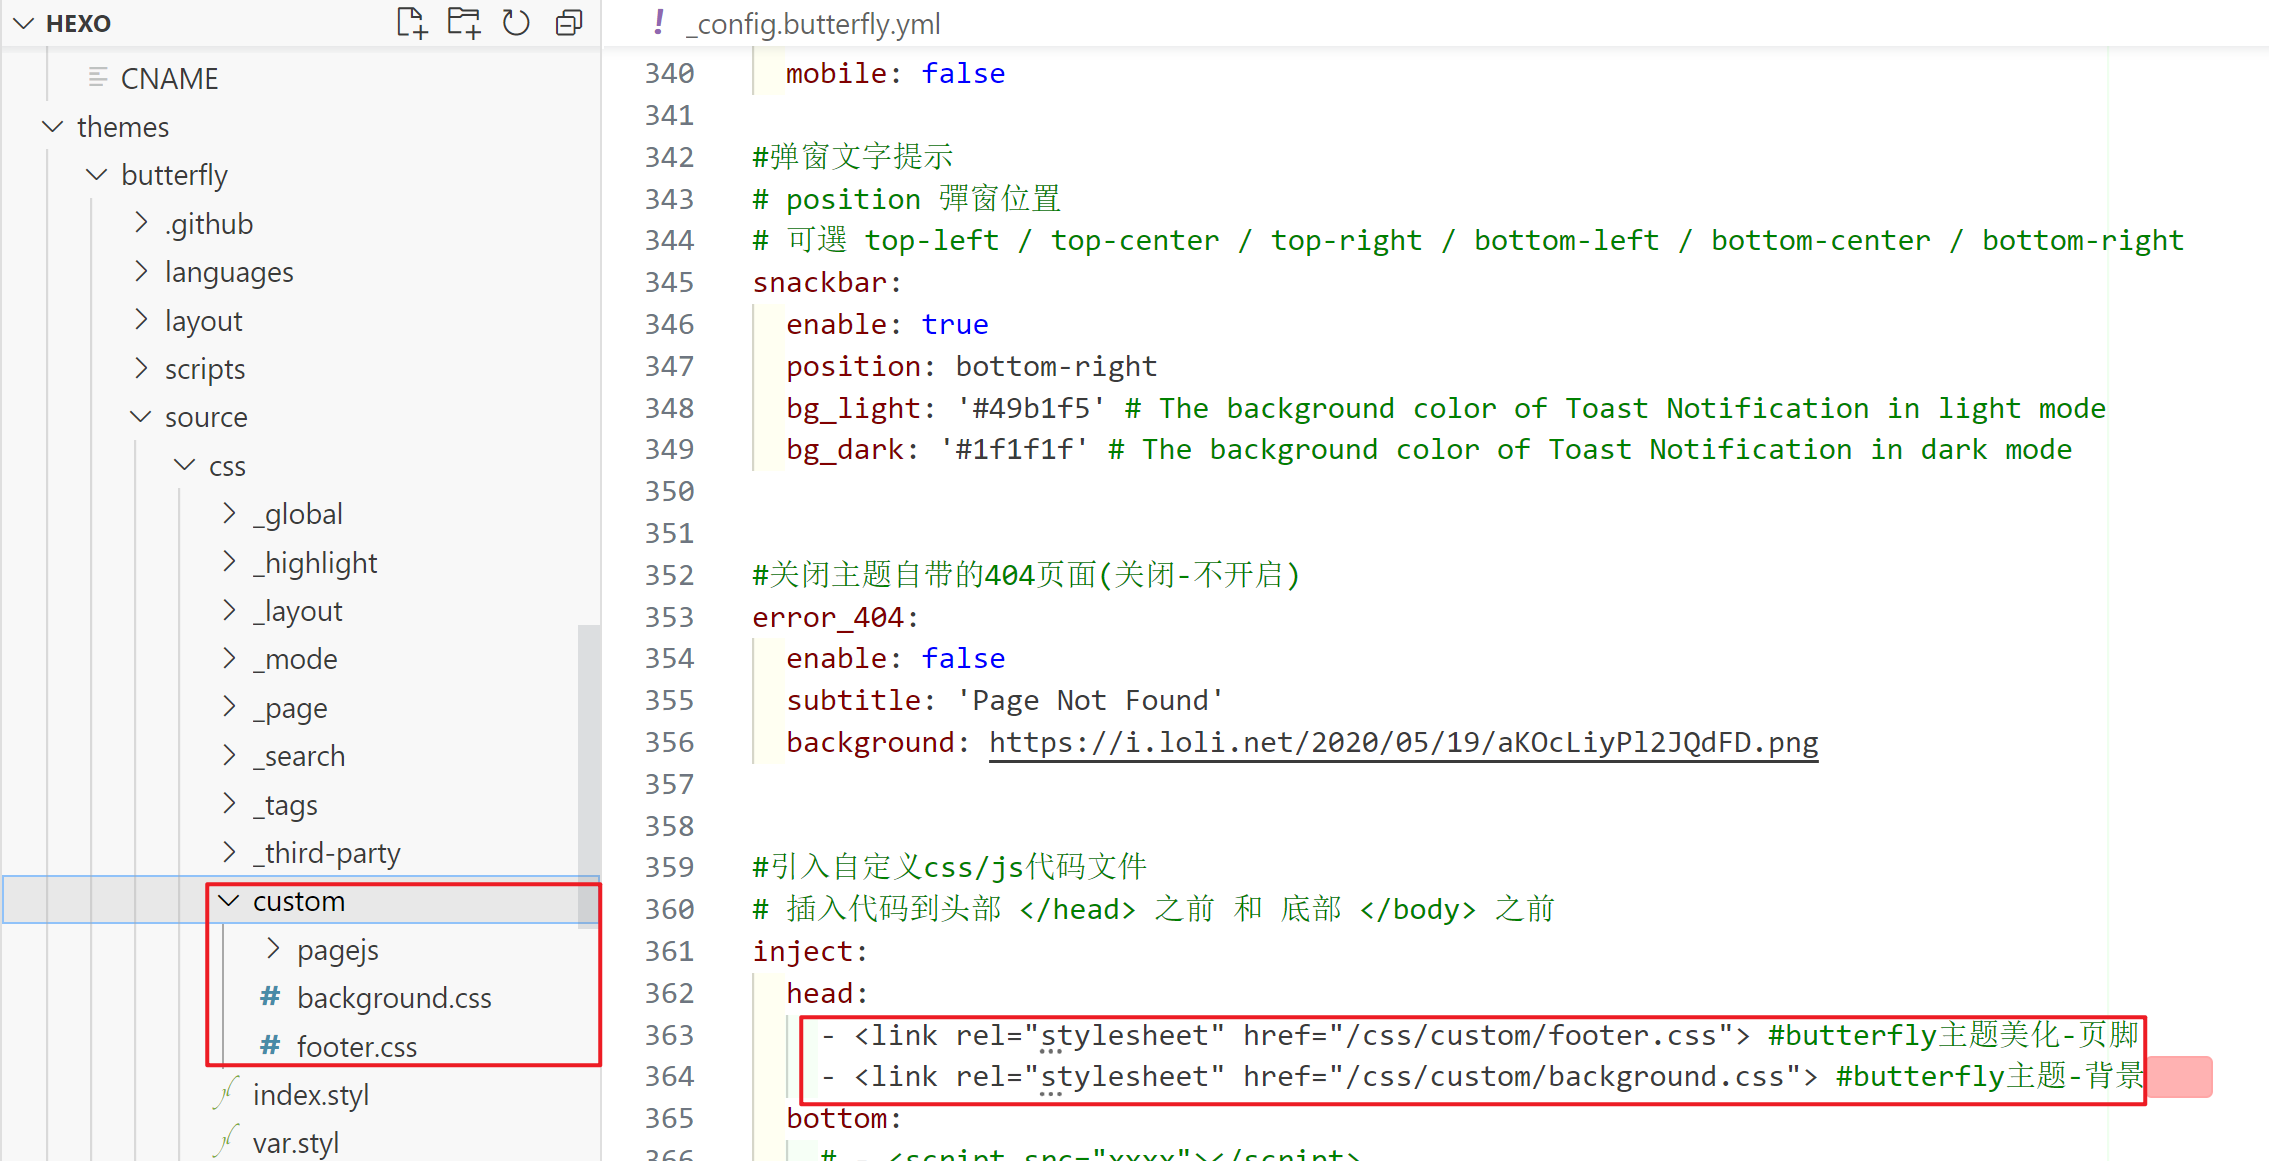 HEXO
CNAME
themes
butterfly
.github
languages
layout
scripts
source
css
_global
_highlight
_layout
_mode
_page
_search
_tags
_third-party
custom
pagejs
# background.css
# footer.css
index.styl
var.styl
! _config.butterfly.yml
340 mobile: false
341
342 #弹窗文字提示
343 # position 彈窗位置
344 # 可選 top-left / top-center / top-right / bottom-left / bottom-center / bottom-right
345 snackbar:
346 enable: true
347 position: bottom-right
348 bg_light: '#49b1f5' # The background color of Toast Notification in light mode
349 bg_dark: '#1f1f1f' # The background color of Toast Notification in dark mode
350
351
352 #关闭主题自带的404页面(关闭-不开启)
353 error_404:
354 enable: false
355 subtitle: 'Page Not Found'
356 background: https://i.loli.net/2020/05/19/aKOcLiyPl2JQdFD.png
357
358
359 #引入自定义css/js代码文件
360 # 插入代码到头部 </head> 之前 和 底部 </body> 之前
361 inject:
362 head:
363 - <link rel="stylesheet" href="/css/custom/footer.css"> #butterfly主题美化-页脚
364 - <link rel="stylesheet" href="/css/custom/background.css"> #butterfly主题-背景
365 bottom:
366 # - <script src="xxxx"></script>